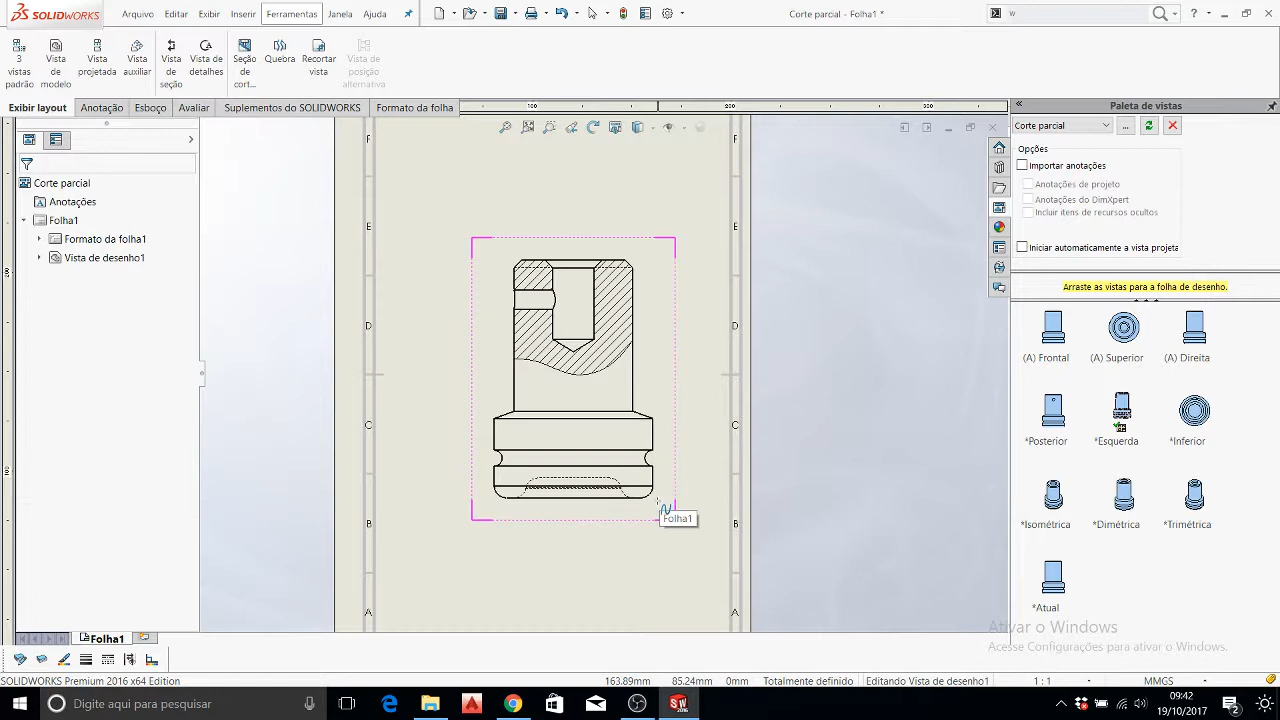 SOLIDWORKS
Arquivo Editar Exibir Inserir Ferramentas Janela Ajuda
Corte parcial - Folha1 *
w
?
3 vistas padrão
Vista de modelo
Vista projetada
Vista auxiliar
Vista de seção
Vista de detalhes
Seção de cort...
Quebra
Recortar vista
Vista de posição alternativa
Exibir layout Anotação Esboço Avaliar Suplementos do SOLIDWORKS Formato da folha
100 200 300
Corte parcial
Anotações
Folha1
Formato da folha1
Vista de desenho1
F F
E E
D D
C C
B B
A A
Folha1
Paleta de vistas
Corte parcial
...
Opções
Importar anotações
Anotações de projeto
Anotações do DimXpert
Incluir itens de recursos ocultos
Iniciar automaticamente a vista projeta
Arraste as vistas para a folha de desenho.
(A) Frontal (A) Superior (A) Direita
*Posterior *Esquerda *Inferior
*Isométrica *Dimétrica *Trimétrica
*Atual
Ativar o Windows
Acesse Configurações para ativar o Windows.
Folha1
SOLIDWORKS Premium 2016 x64 Edition
163.89mm 85.24mm 0mm Totalmente definido Editando Vista de desenho1 1 : 1 MMGS
Digite aqui para pesquisar
SW
2016
09:42
19/10/2017
2